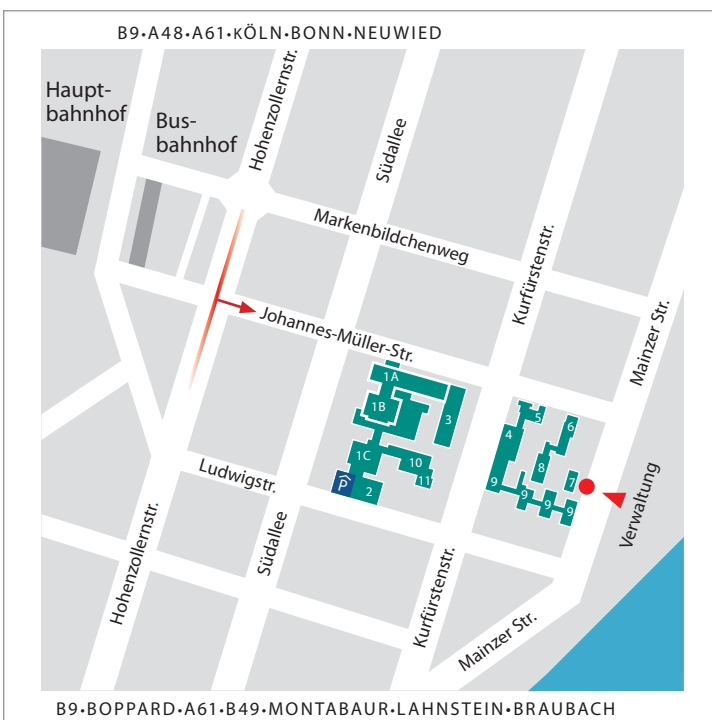 B9•A48•A61•KÖLN•BONN•NEUWIED
Haupt-
bahnhof
Bus-
bahnhof
Hohenzollernstr.
Südallee
Markenbildchenweg
Kurfürstenstr.
Mainzer Str.
Johannes-Müller-Str.
1A
1B
3
5
6
4
1C
10
8
11
7
P
2
9
9
9
9
Ludwigstr.
Verwaltung
Hohenzollernstr.
Südallee
Kurfürstenstr.
Mainzer Str.
B9•BOPPARD•A61•B49•MONTABAUR•LAHNSTEIN•BRAUBACH